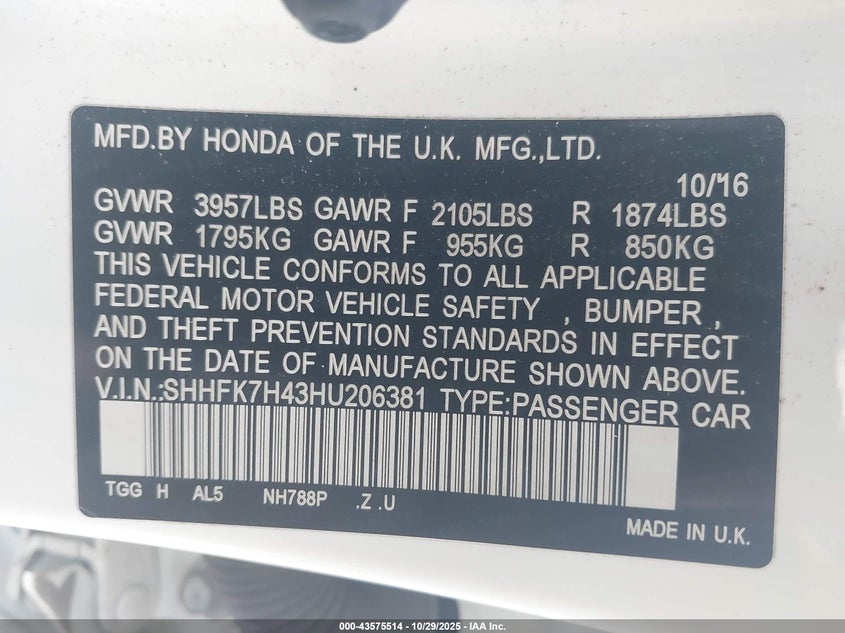 MFD.BY HONDA OF THE U.K. MFG.,LTD.
10/'16
GVWR 3957LBS GAWR F 2105LBS R 1874LBS
GVWR 1795KG GAWR F 955KG R 850KG
THIS VEHICLE CONFORMS TO ALL APPLICABLE
FEDERAL MOTOR VEHICLE SAFETY , BUMPER ,
AND THEFT PREVENTION STANDARDS IN EFFECT
ON THE DATE OF MANUFACTURE SHOWN ABOVE.
V.I.N.:SHHFK7H43HU206381 TYPE:PASSENGER CAR
TGG H AL5 NH788P .Z .U
MADE IN U.K.
000-43575514 - 10/29/2025 - IAA Inc.